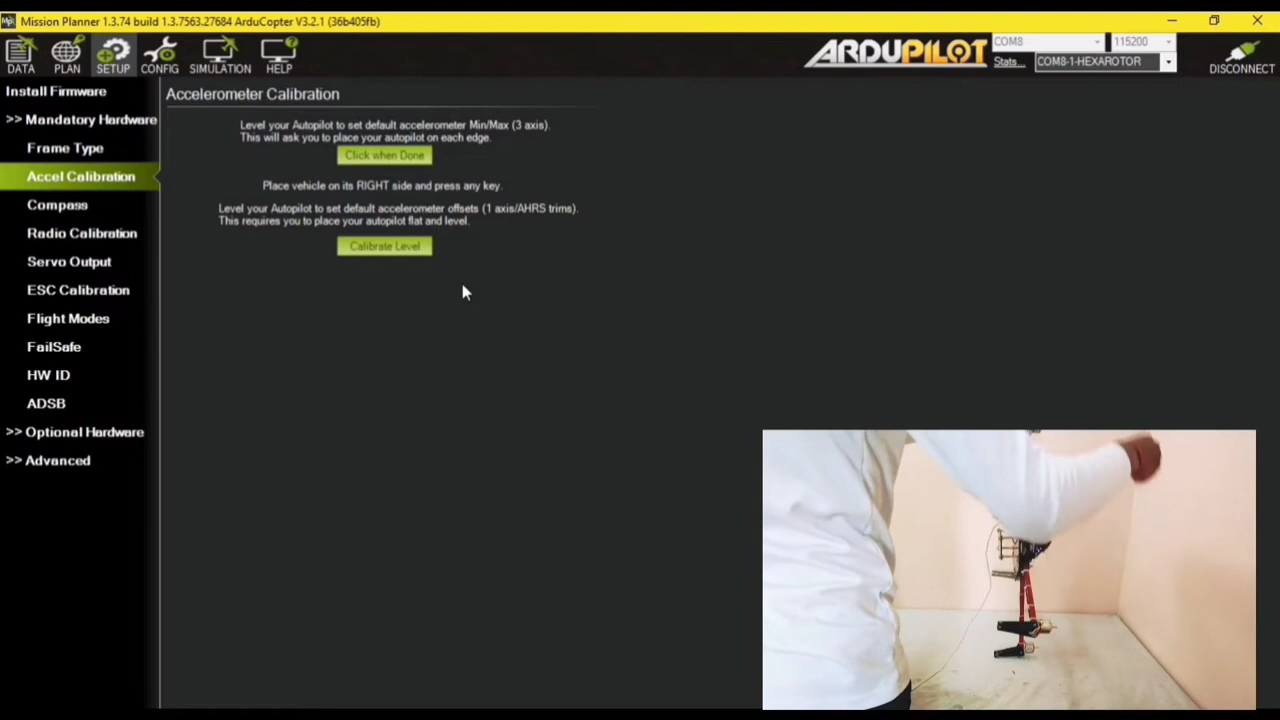 Mission Planner 1.3.74 build 1.3.7563.27684 ArduCopter V3.2.1 (36b405fb)
DATA PLAN SETUP CONFIG SIMULATION HELP
ARDUPILOT
COM8 115200
Stats... COM8-1-HEXAROTOR
DISCONNECT
Install Firmware
>> Mandatory Hardware
Frame Type
Accel Calibration
Compass
Radio Calibration
Servo Output
ESC Calibration
Flight Modes
FailSafe
HW ID
ADSB
>> Optional Hardware
>> Advanced
Accelerometer Calibration
Level your Autopilot to set default accelerometer Min/Max (3 axis).
This will ask you to place your autopilot on each edge.
Click when Done
Place vehicle on its RIGHT side and press any key.
Level your Autopilot to set default accelerometer offsets (1 axis/AHRS trims).
This requires you to place your autopilot flat and level.
Calibrate Level